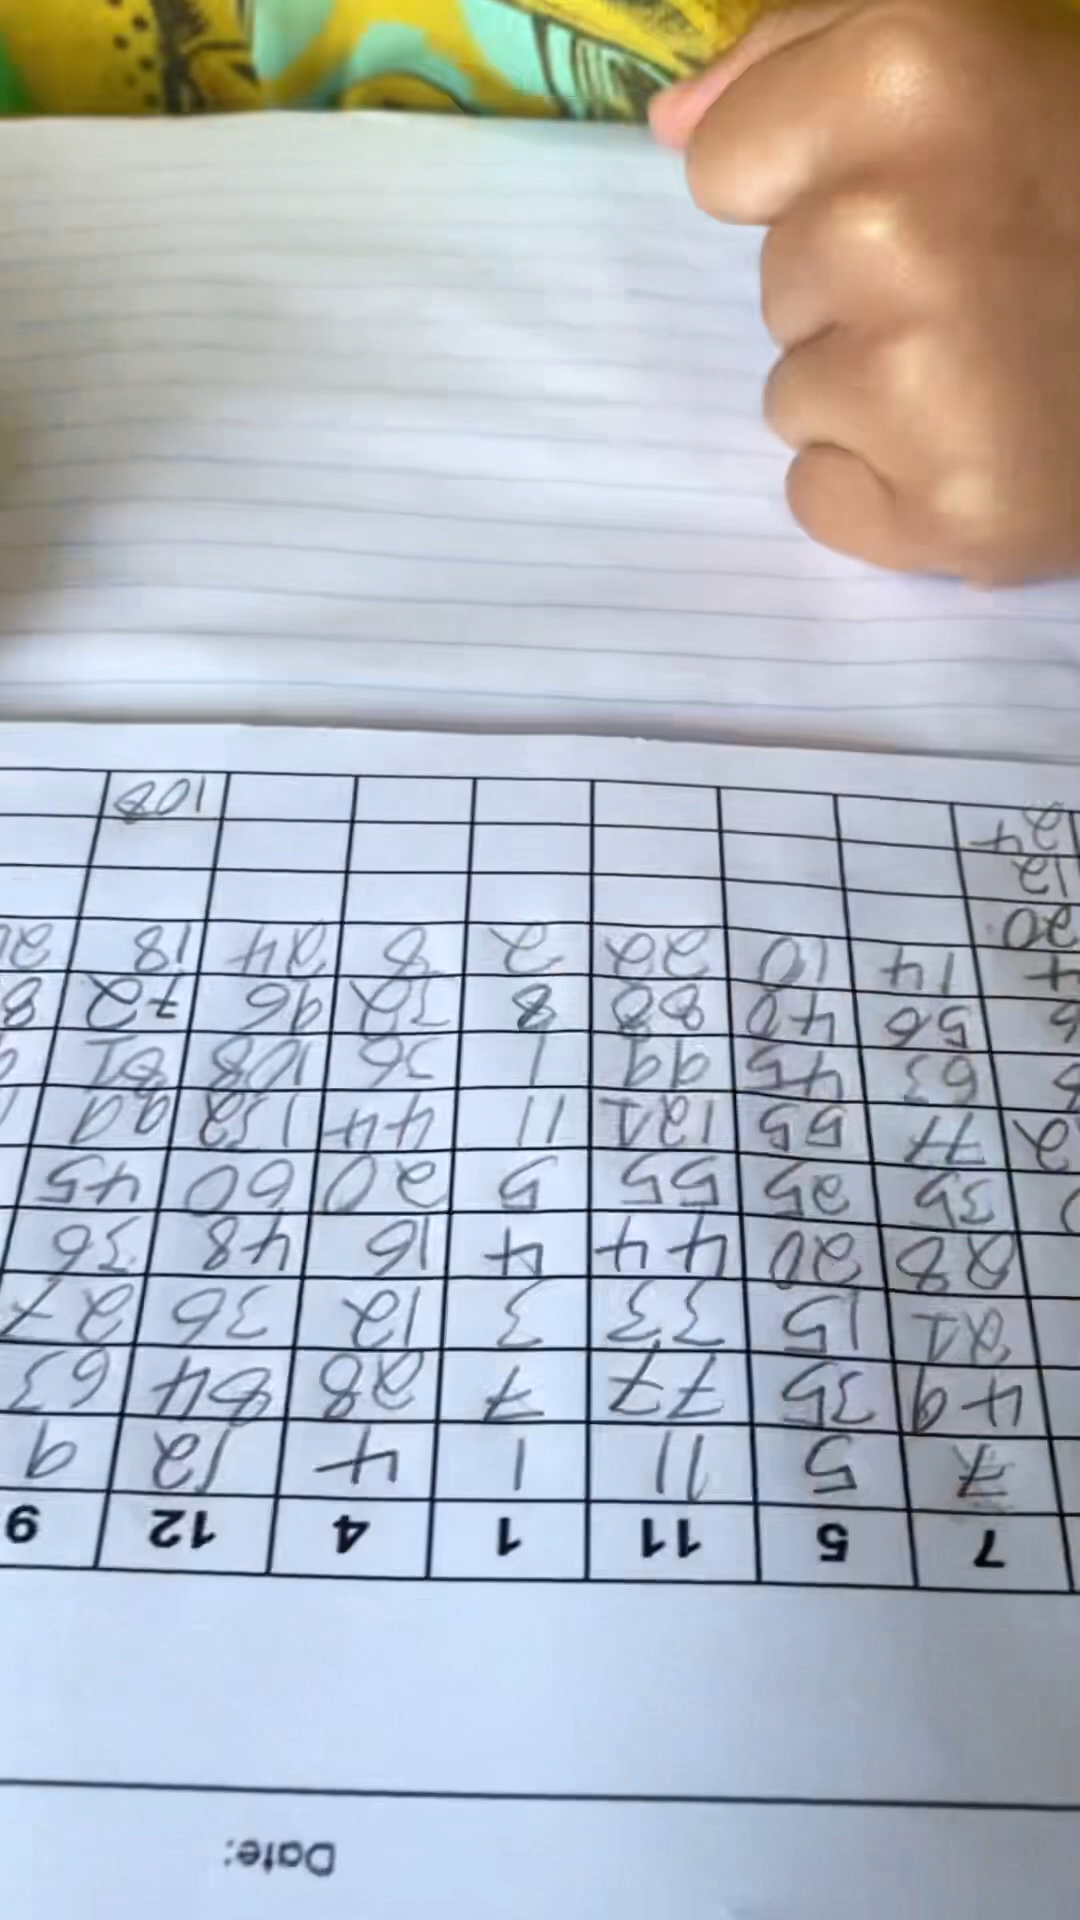 Date:
7 5 11 1 4 12 9
7 5 11 1 4 12 9
49 35 77 7 28 84 63
21 15 33 3 12 36 27
28 20 44 4 16 48 36
35 25 55 5 20 60 45
77 55 121 11 44 132 99
63 45 99 1 36 108 81
56 40 88 8 32 96 72
14 10 22 2 8 24 18
20
12
24 108